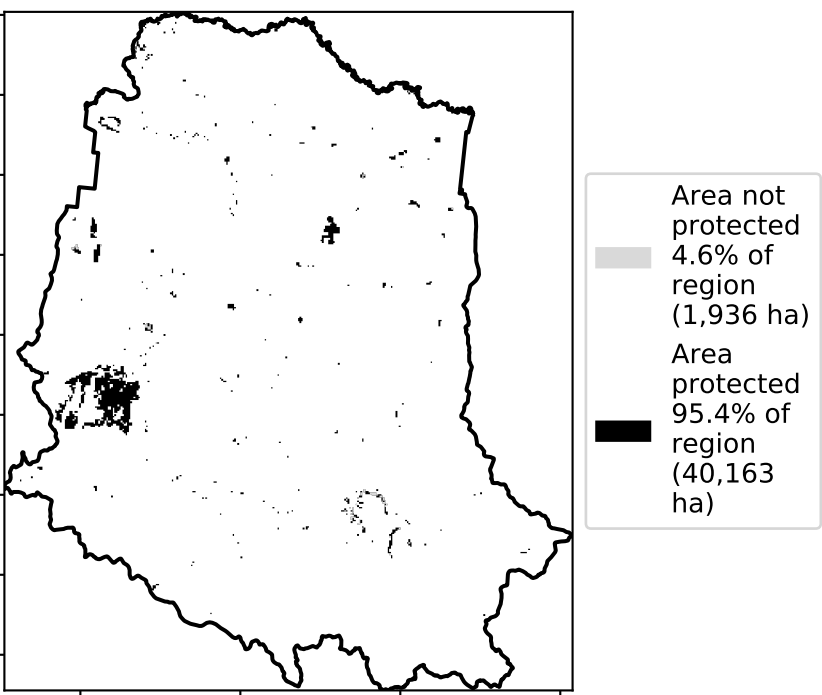 Area not
protected
4.6% of
region
(1,936 ha)
Area
protected
95.4% of
region
(40,163
ha)